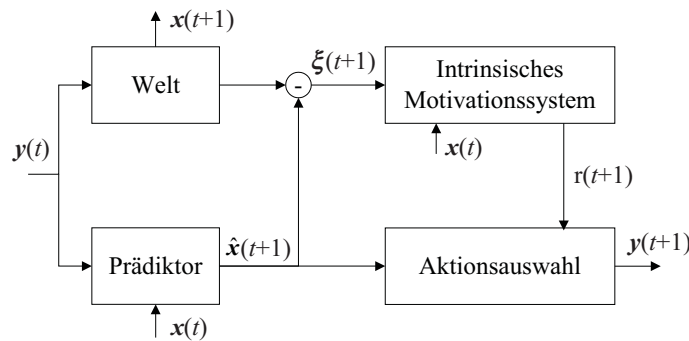 x(t+1)
Welt
-
ξ(t+1)
Intrinsisches
Motivationssystem
x(t)
y(t)
r(t+1)
Prädiktor
x̂(t+1)
Aktionsauswahl
y(t+1)
x(t)